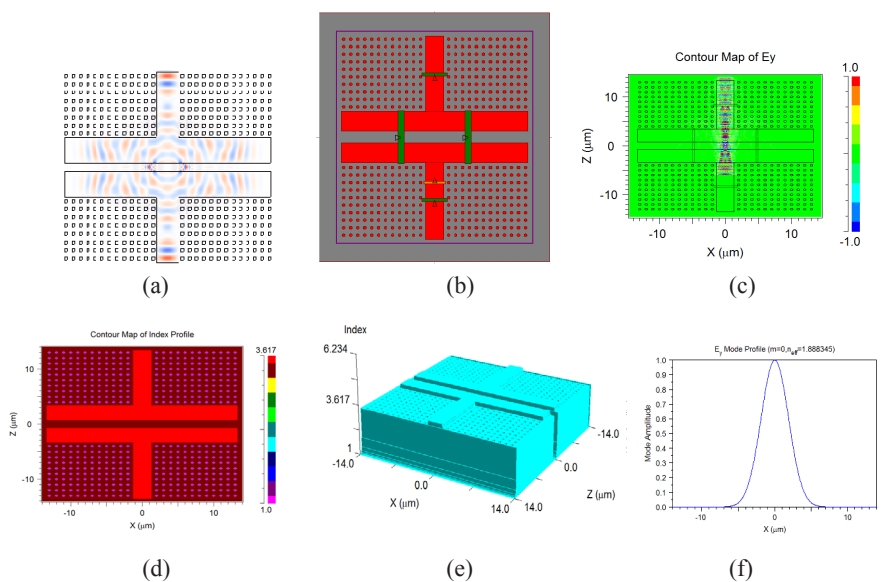 Contour Map of Ey
1.0
10
0
-10
Z (μm)
-10
0
10
X (μm)
-1.0
(a)
(b)
(c)
Contour Map of Index Profile
3.617
10
0
-10
Z (μm)
-10
0
10
X (μm)
1.0
Index
6.234
3.617
1
-14.0
0.0
14.0
X (μm)
-14.0
0.0
14.0
Z (μm)
Ey Mode Profile (m=0,neff=1.888345)
1.0
0.9
0.8
0.7
0.6
0.5
0.4
0.3
0.2
0.1
0.0
Mode Amplitude
-10
0
10
X (μm)
(d)
(e)
(f)